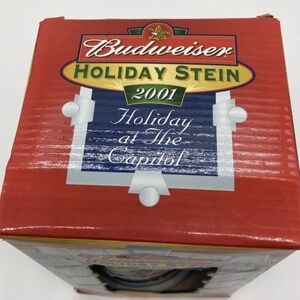 Budweiser
HOLIDAY STEIN
2001
Holiday
at The
Capitol